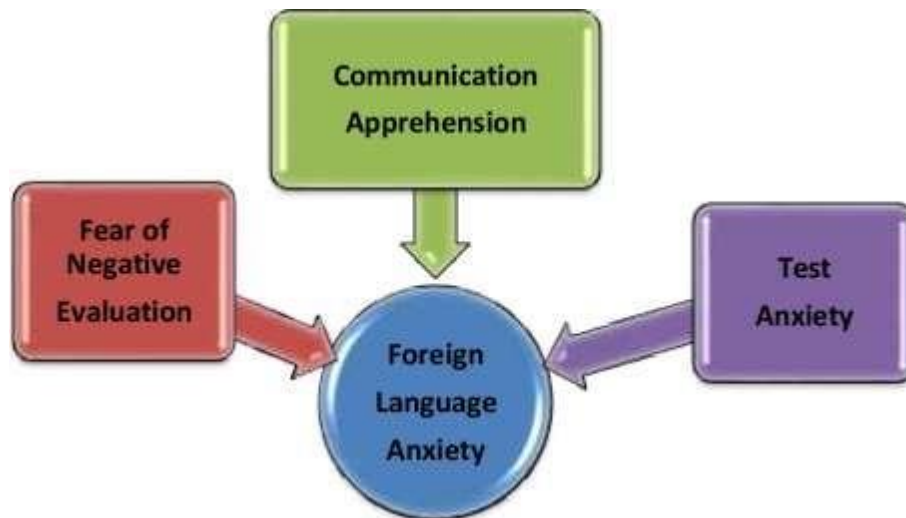 Communication
Apprehension
Fear of
Negative
Evaluation
Test
Anxiety
Foreign
Language
Anxiety